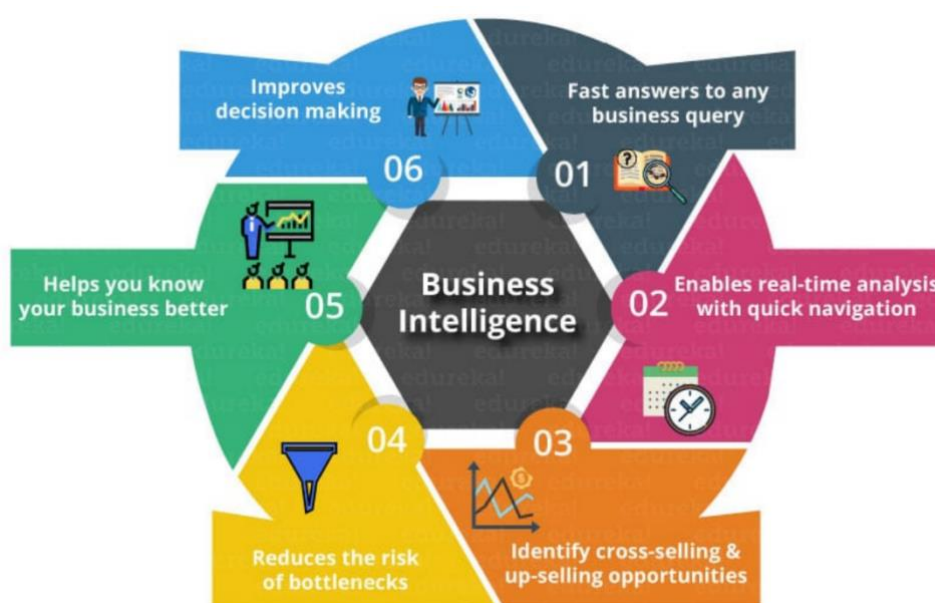 Business
Intelligence
01
Fast answers to any
business query
02
Enables real-time analysis
with quick navigation
03
Identify cross-selling &
up-selling opportunities
04
Reduces the risk
of bottlenecks
05
Helps you know
your business better
06
Improves
decision making
edureka!